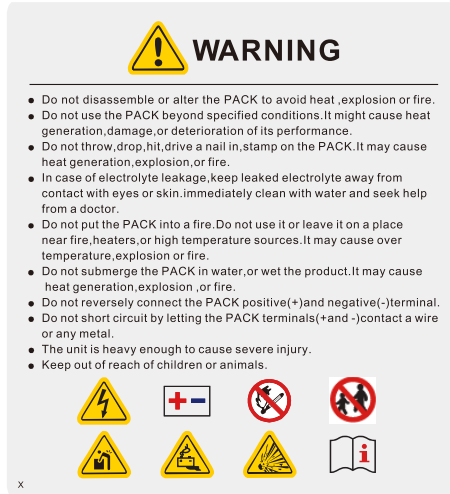 WARNING
● Do not disassemble or alter the PACK to avoid heat ,explosion or fire.
● Do not use the PACK beyond specified conditions.It might cause heat
generation,damage,or deterioration of its performance.
● Do not throw,drop,hit,drive a nail in,stamp on the PACK.It may cause
heat generation,explosion,or fire.
● In case of electrolyte leakage,keep leaked electrolyte away from
contact with eyes or skin.immediately clean with water and seek help
from a doctor.
● Do not put the PACK into a fire.Do not use it or leave it on a place
near fire,heaters,or high temperature sources.It may cause over
temperature,explosion or fire.
● Do not submerge the PACK in water,or wet the product.It may cause
heat generation,explosion ,or fire.
● Do not reversely connect the PACK positive(+)and negative(-)terminal.
● Do not short circuit by letting the PACK terminals(+and -)contact a wire
or any metal.
● The unit is heavy enough to cause severe injury.
● Keep out of reach of children or animals.
+ −
i
X